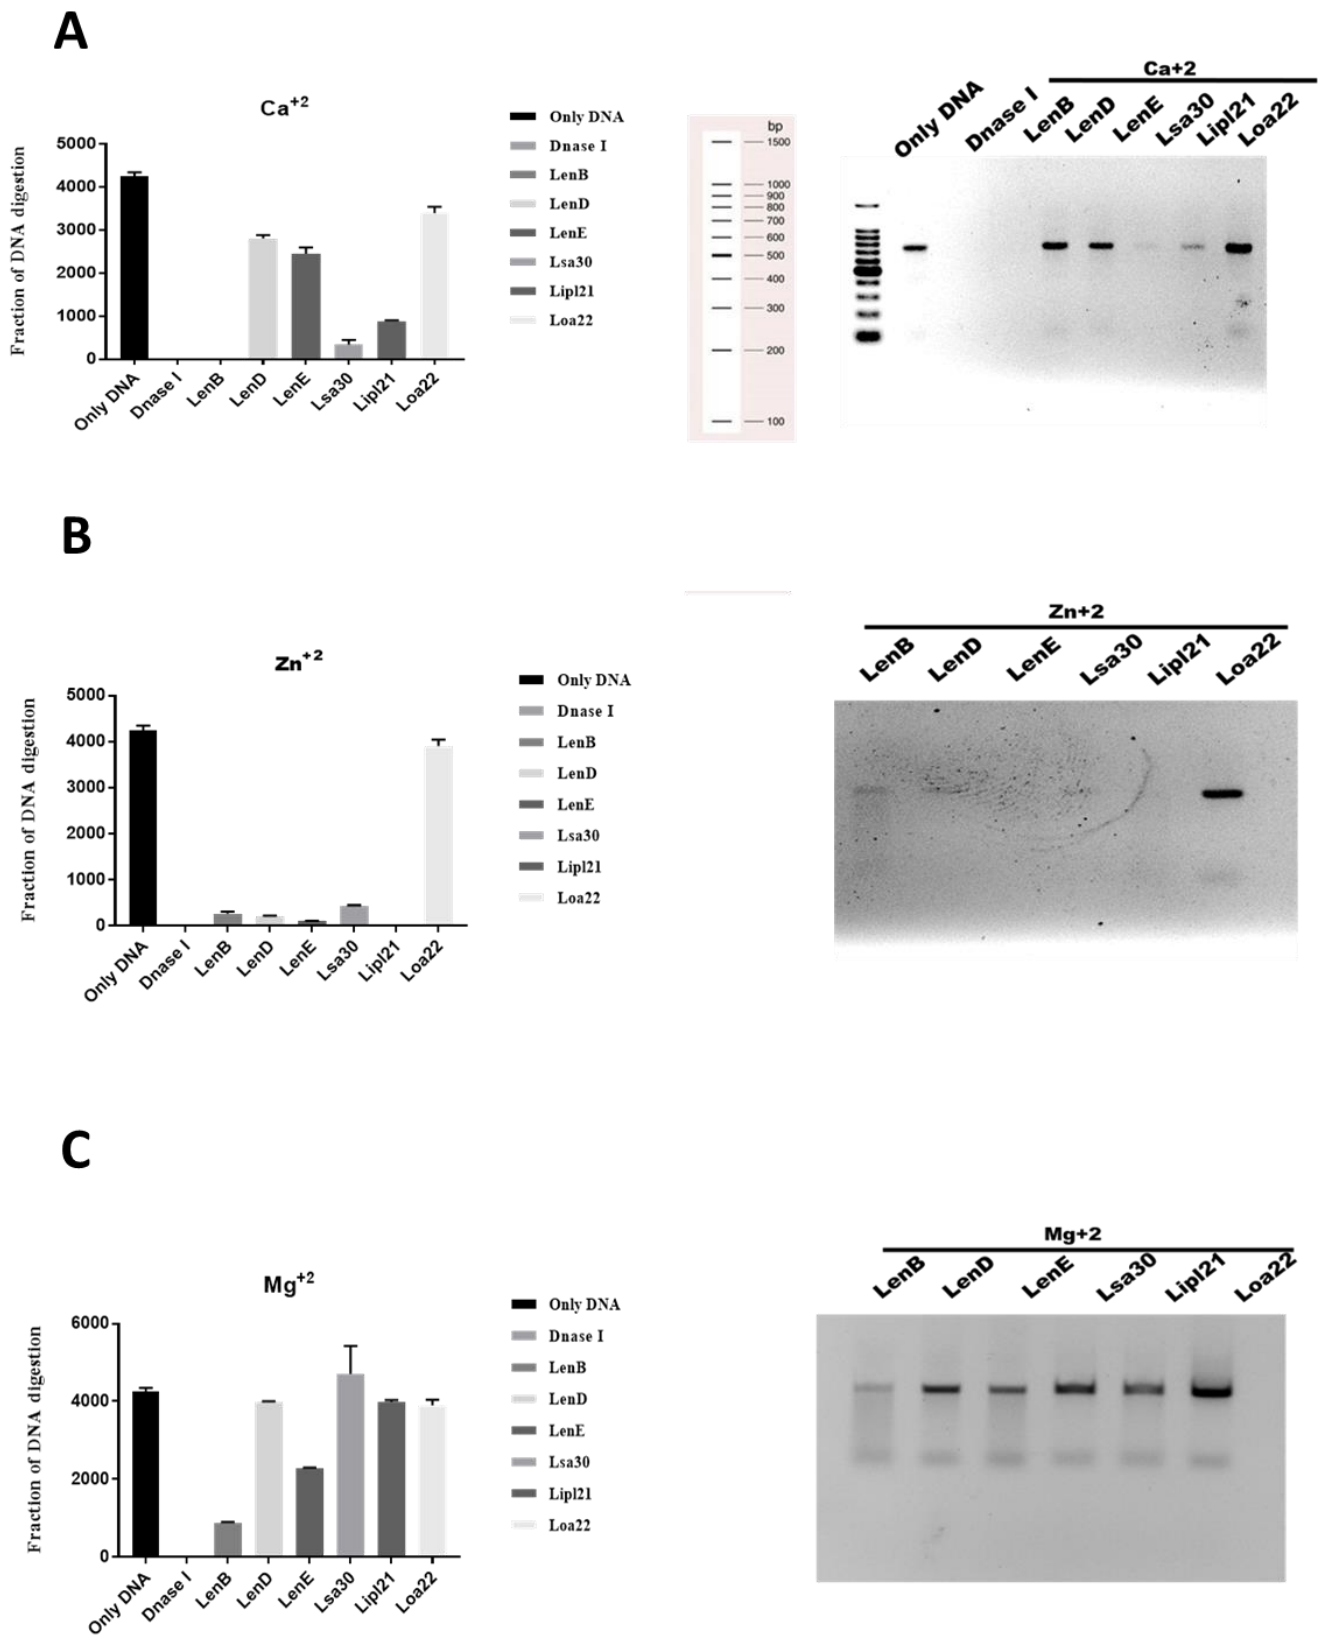 A
Ca+2
Fraction of DNA digestion
5000
4000
3000
2000
1000
0
Only DNA
Dnase I
LenB
LenD
LenE
Lsa30
Lipl21
Loa22
Only DNA
Dnase I
LenB
LenD
LenE
Lsa30
Lipl21
Loa22
bp
1500
1000
900
800
700
600
500
400
300
200
100
Ca+2
Only DNA
Dnase I
LenB
LenD
LenE
Lsa30
Lipl21
Loa22
B
Zn+2
Fraction of DNA digestion
5000
4000
3000
2000
1000
0
Only DNA
Dnase I
LenB
LenD
LenE
Lsa30
Lipl21
Loa22
Only DNA
Dnase I
LenB
LenD
LenE
Lsa30
Lipl21
Loa22
Zn+2
LenB
LenD
LenE
Lsa30
Lipl21
Loa22
C
Mg+2
Fraction of DNA digestion
6000
4000
2000
0
Only DNA
Dnase I
LenB
LenD
LenE
Lsa30
Lipl21
Loa22
Only DNA
Dnase I
LenB
LenD
LenE
Lsa30
Lipl21
Loa22
Mg+2
LenB
LenD
LenE
Lsa30
Lipl21
Loa22